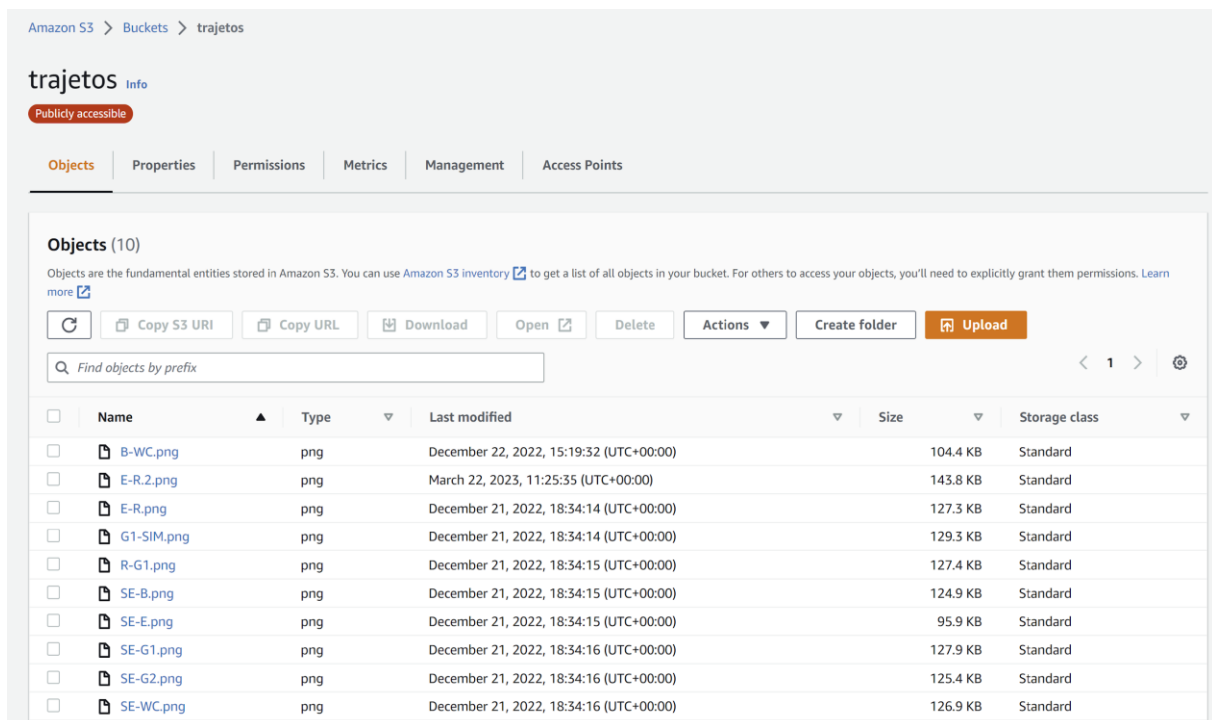 Amazon S3 > Buckets > trajetos
trajetos Info
Publicly accessible
Objects Properties Permissions Metrics Management Access Points
Objects (10)
Objects are the fundamental entities stored in Amazon S3. You can use Amazon S3 inventory to get a list of all objects in your bucket. For others to access your objects, you'll need to explicitly grant them permissions. Learn
more
Copy S3 URI Copy URL Download Open Delete Actions Create folder Upload
Find objects by prefix < 1 >
Name Type Last modified Size Storage class
B-WC.png png December 22, 2022, 15:19:32 (UTC+00:00) 104.4 KB Standard
E-R.2.png png March 22, 2023, 11:25:35 (UTC+00:00) 143.8 KB Standard
E-R.png png December 21, 2022, 18:34:14 (UTC+00:00) 127.3 KB Standard
G1-SIM.png png December 21, 2022, 18:34:14 (UTC+00:00) 129.3 KB Standard
R-G1.png png December 21, 2022, 18:34:15 (UTC+00:00) 127.4 KB Standard
SE-B.png png December 21, 2022, 18:34:15 (UTC+00:00) 124.9 KB Standard
SE-E.png png December 21, 2022, 18:34:15 (UTC+00:00) 95.9 KB Standard
SE-G1.png png December 21, 2022, 18:34:16 (UTC+00:00) 127.9 KB Standard
SE-G2.png png December 21, 2022, 18:34:16 (UTC+00:00) 125.4 KB Standard
SE-WC.png png December 21, 2022, 18:34:16 (UTC+00:00) 126.9 KB Standard